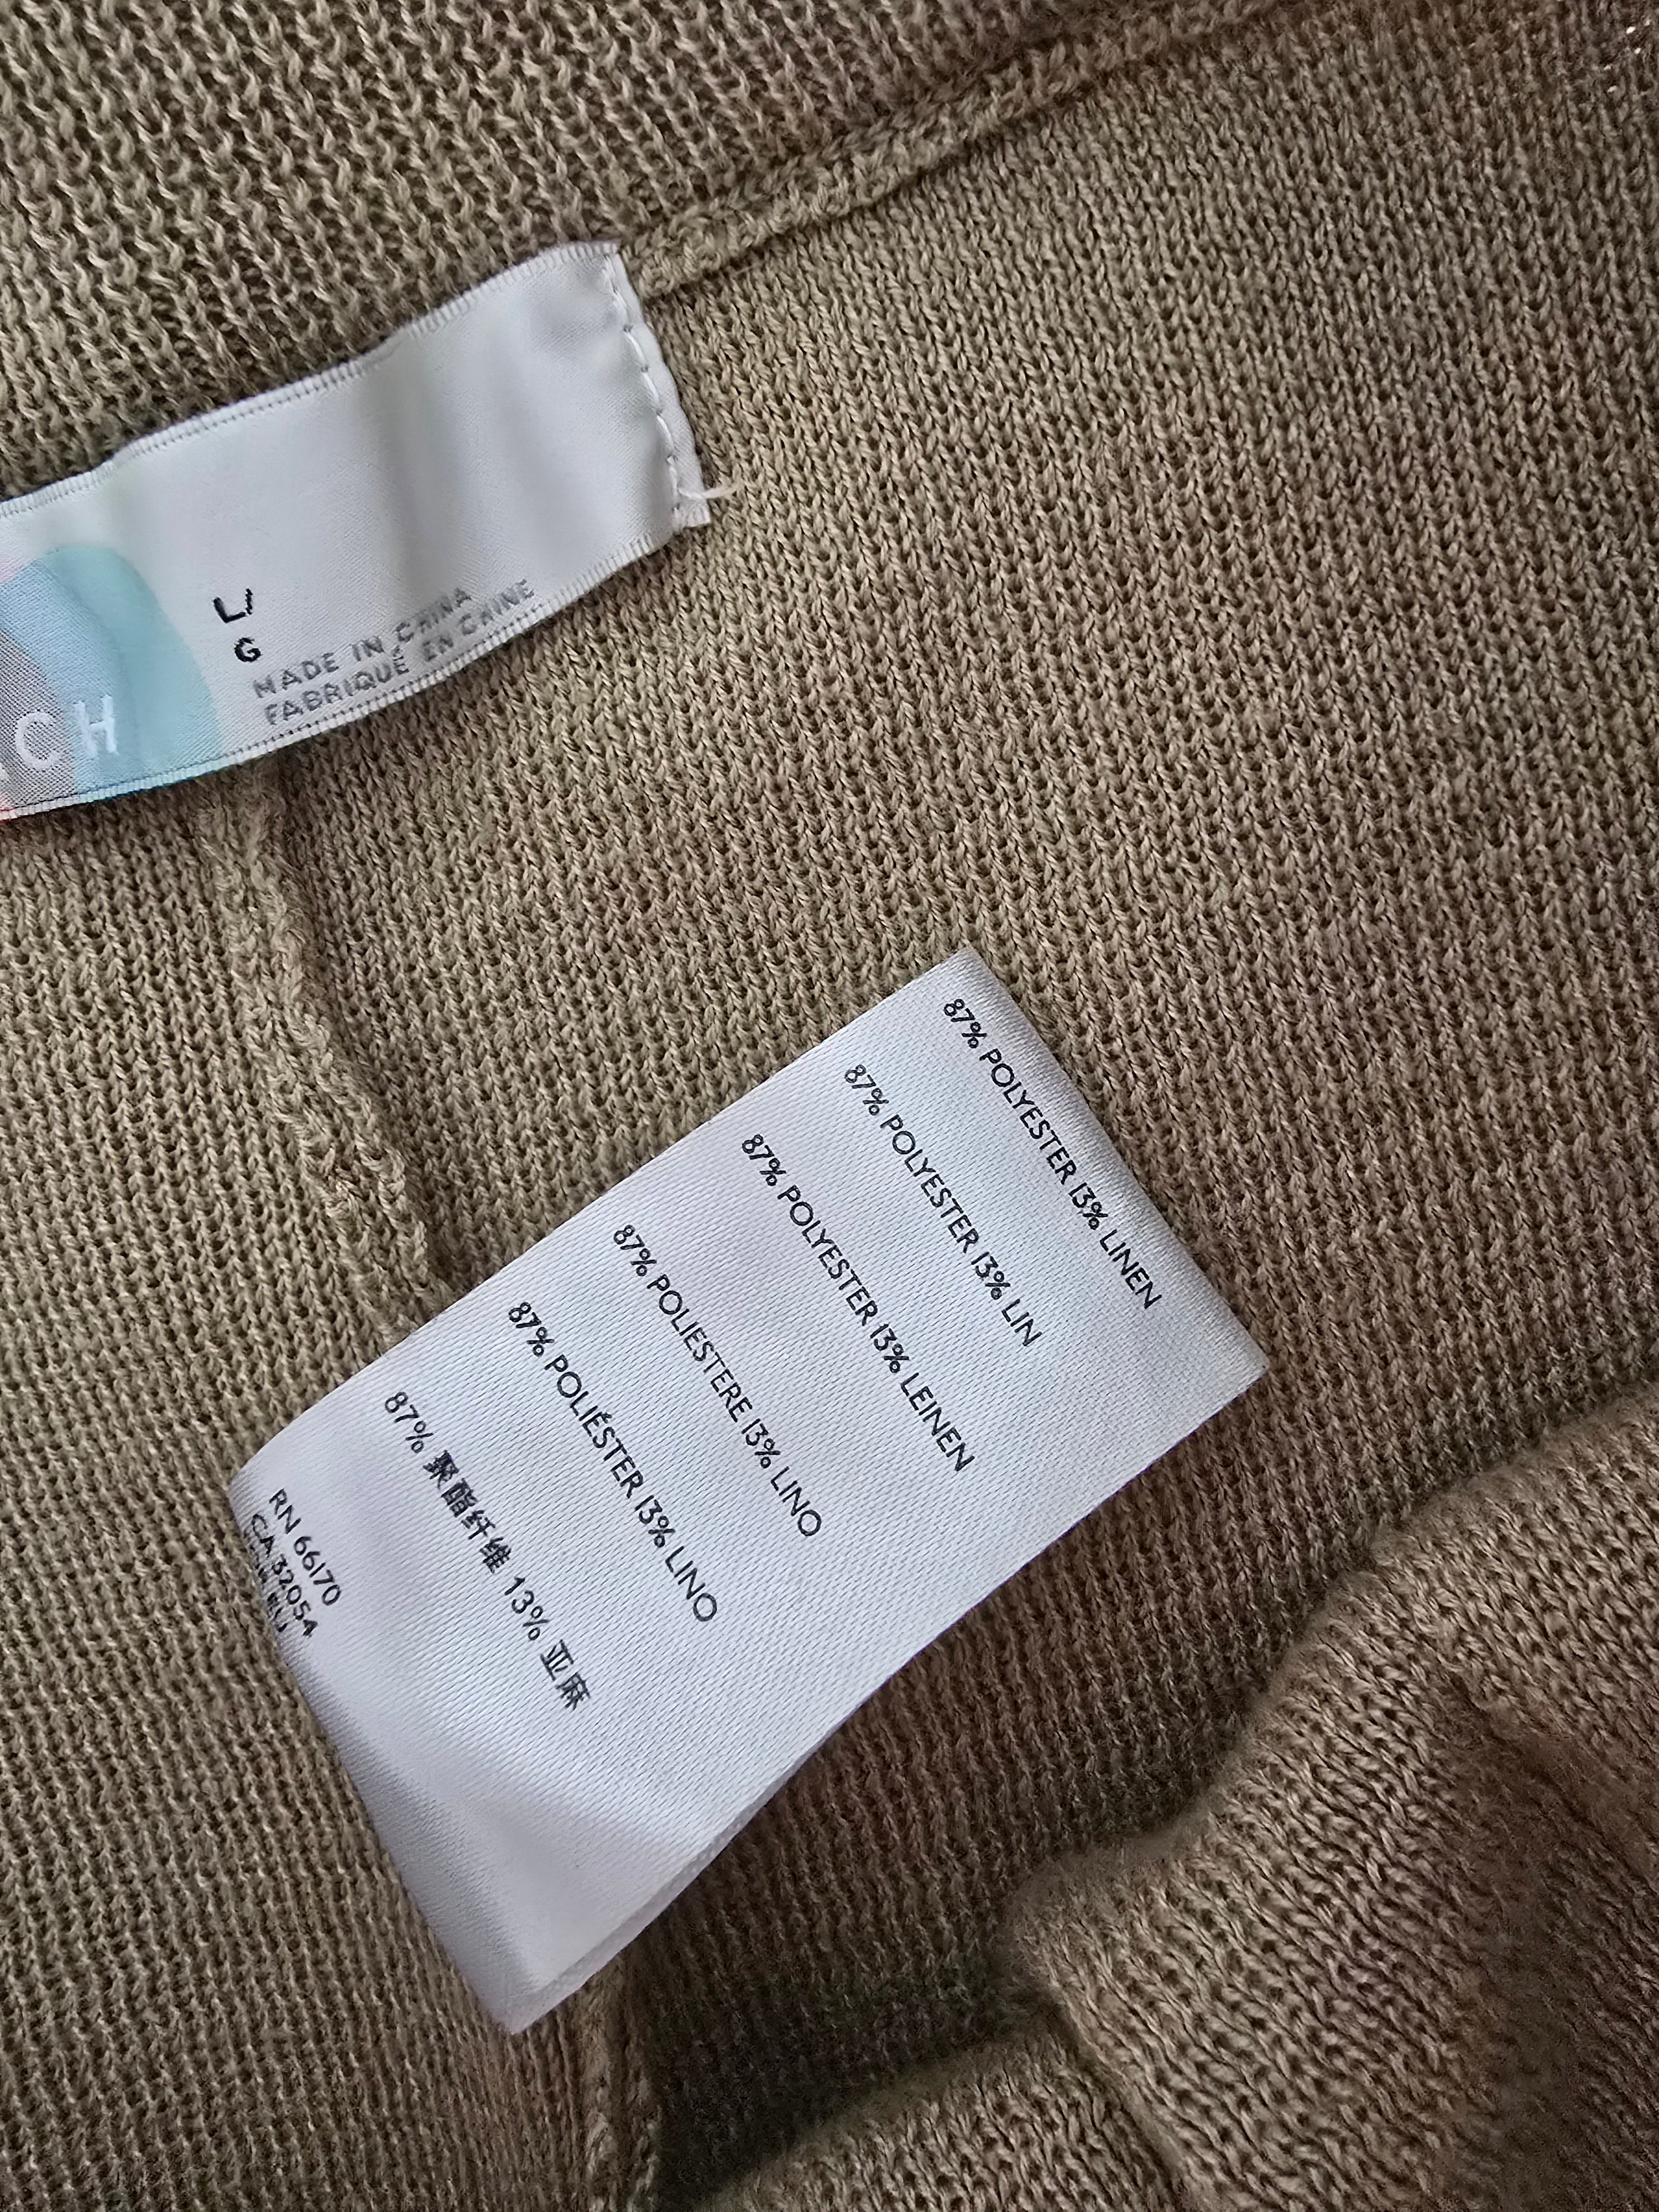 CH
L/
G
MADE IN CHINA
FABRIQUÉ EN CHINE
87% POLYESTER 13% LINEN
87% POLYESTER 13% LIN
87% POLYESTER 13% LEINEN
87% POLIESTERE 13% LINO
87% POLIÉSTER 13% LINO
87% 聚酯纤维 13% 亚麻
RN 66170
CA 32054